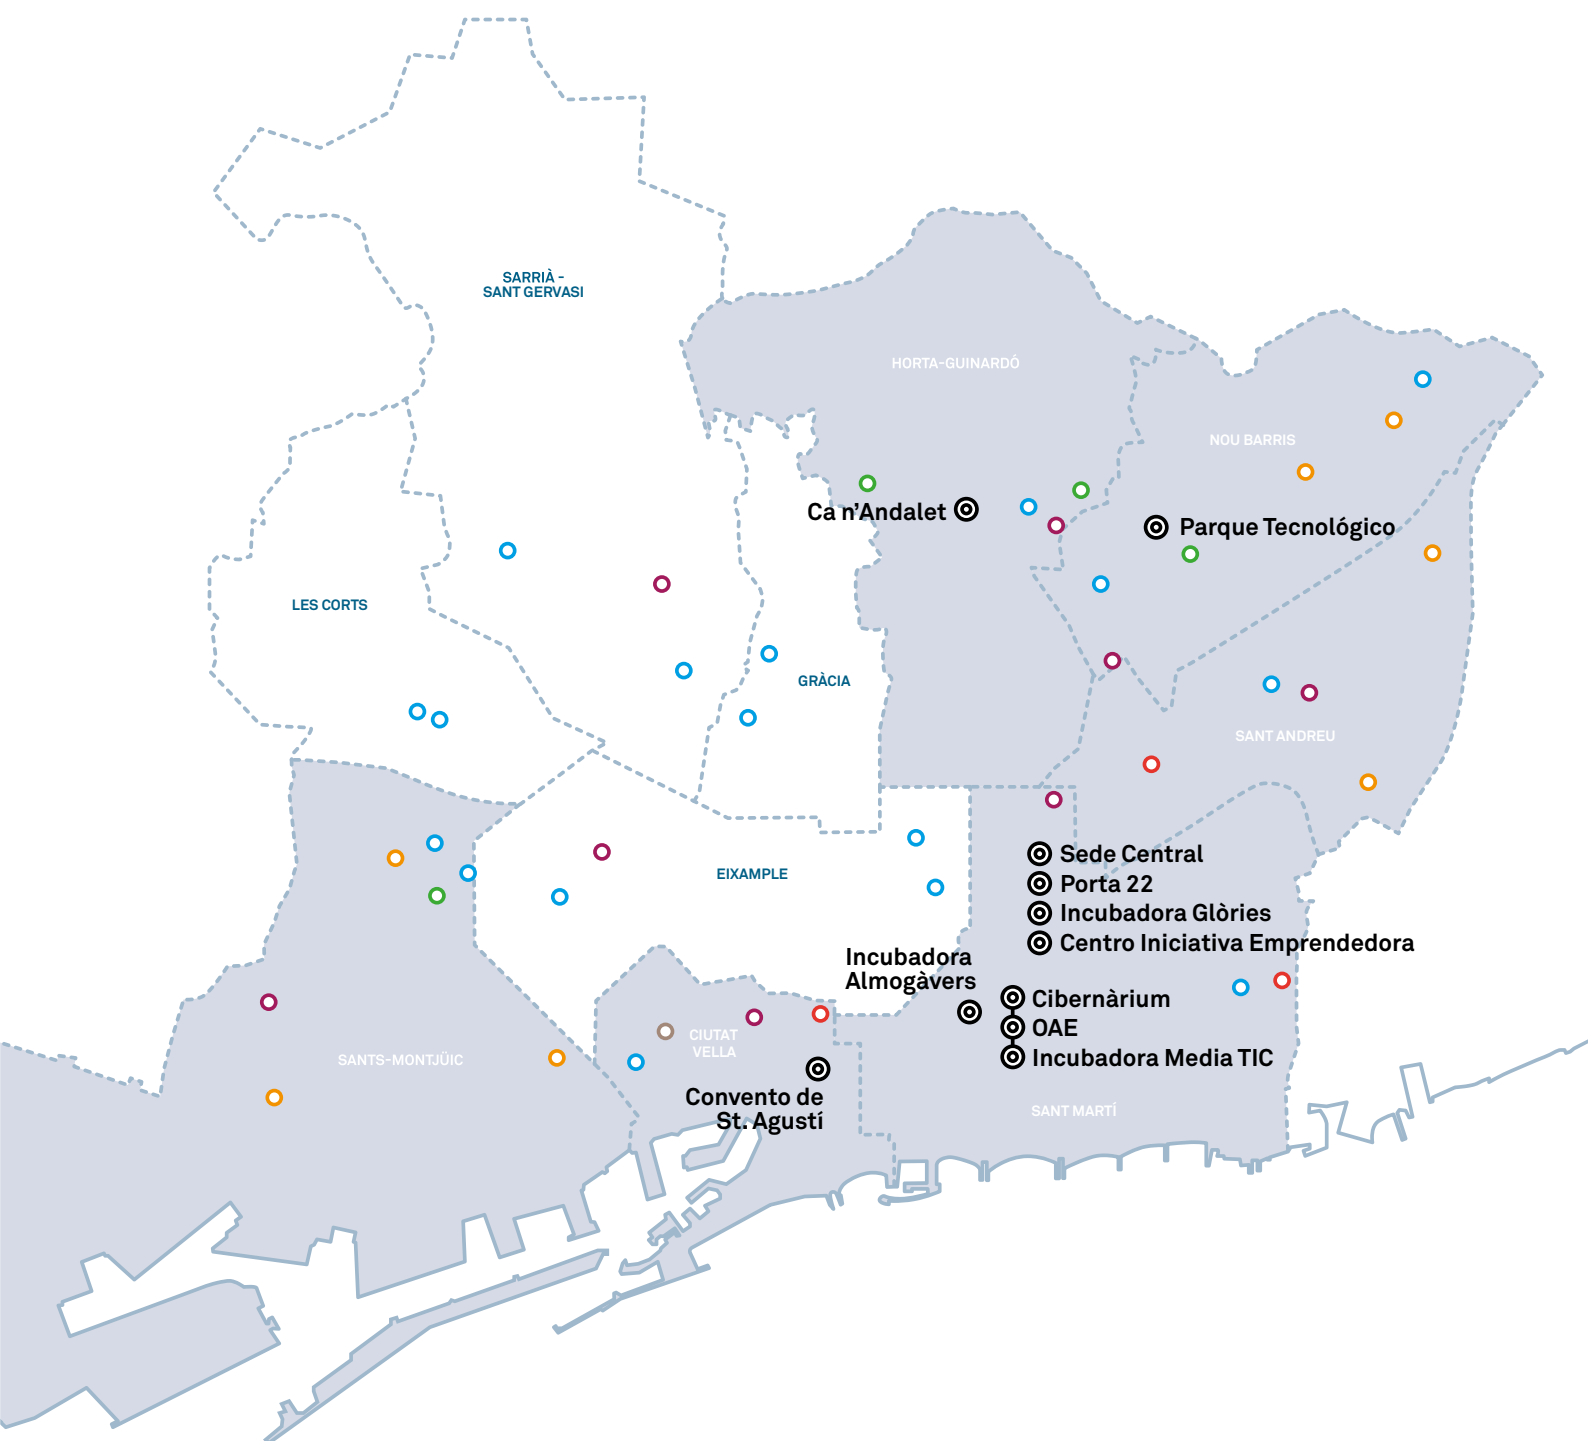 SARRIÀ -
SANT GERVASI
HORTA-GUINARDÓ
NOU BARRIS
Ca n'Andalet
Parque Tecnológico
LES CORTS
GRÀCIA
SANT ANDREU
EIXAMPLE
Sede Central
Porta 22
Incubadora Glòries
Centro Iniciativa Emprendedora
Incubadora
Almogàvers
Cibernàrium
OAE
Incubadora Media TIC
CIUTAT
VELLA
SANTS-MONTJÜIC
Convento de
St. Agustí
SANT MARTÍ